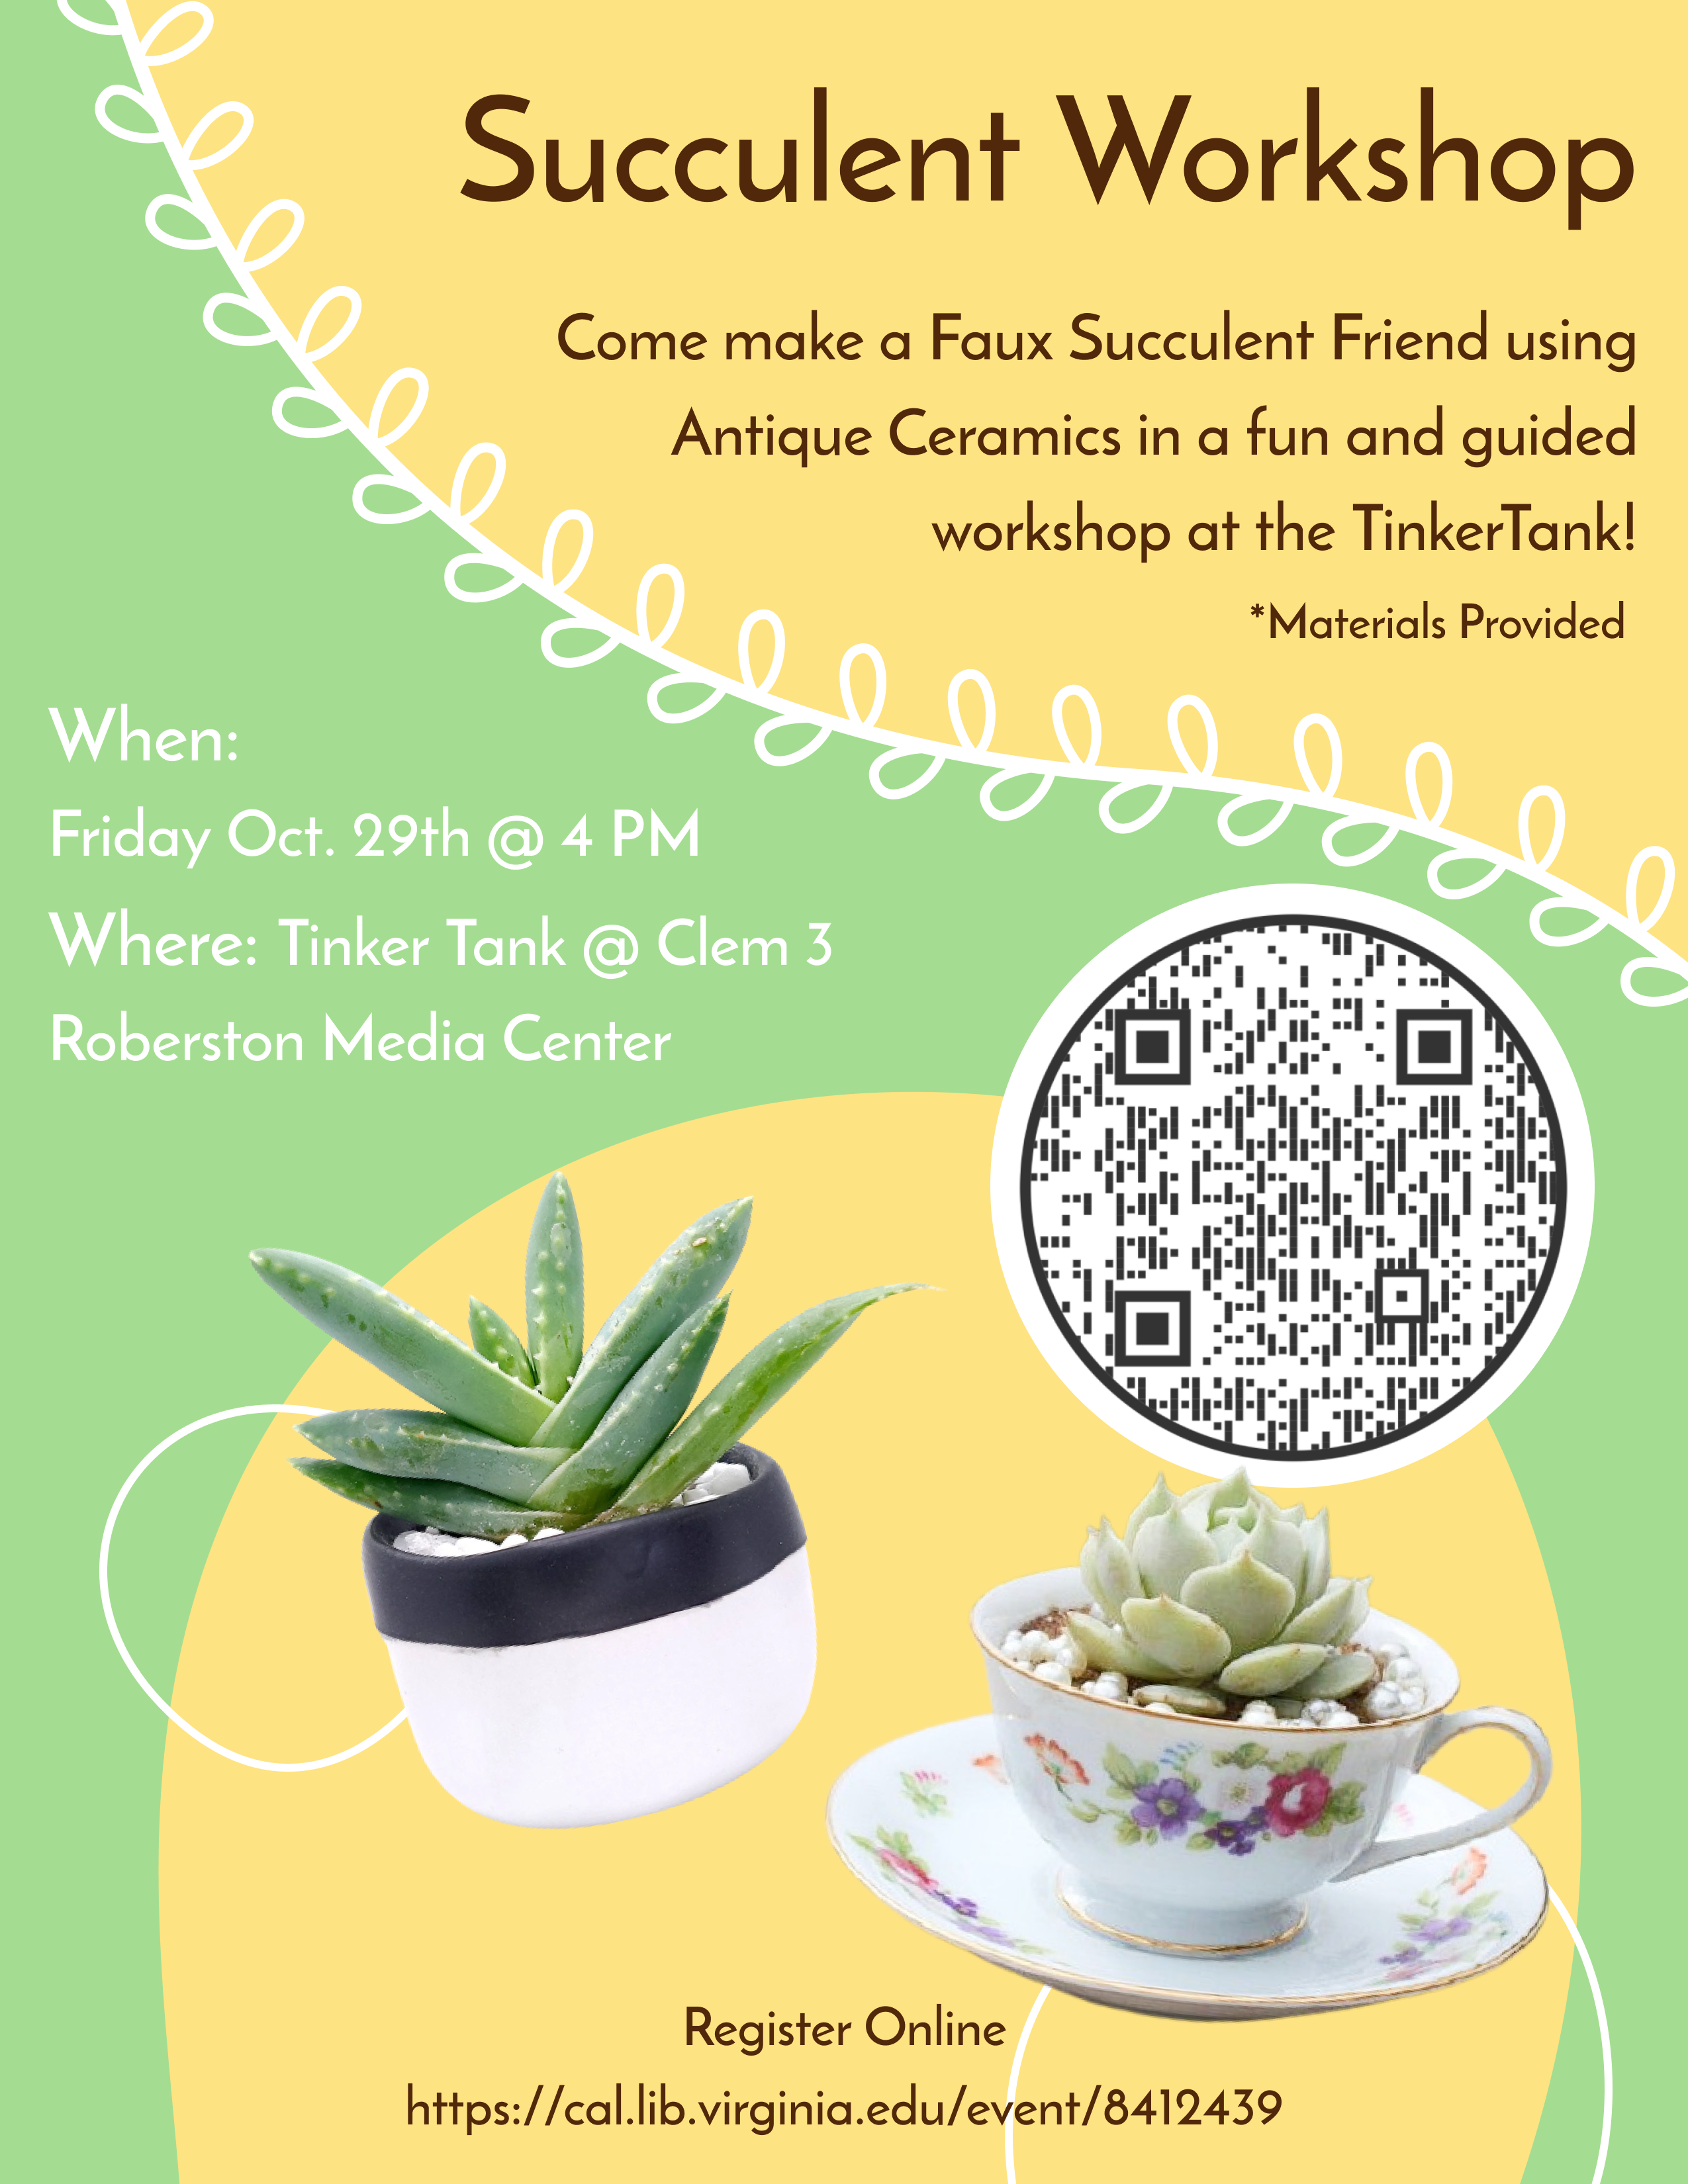 Succulent Workshop
Come make a Faux Succulent Friend using
Antique Ceramics in a fun and guided
workshop at the TinkerTank!
*Materials Provided
When:
Friday Oct. 29th @ 4 PM
Where: Tinker Tank @ Clem 3
Roberston Media Center
Register Online
https://cal.lib.virginia.edu/event/8412439